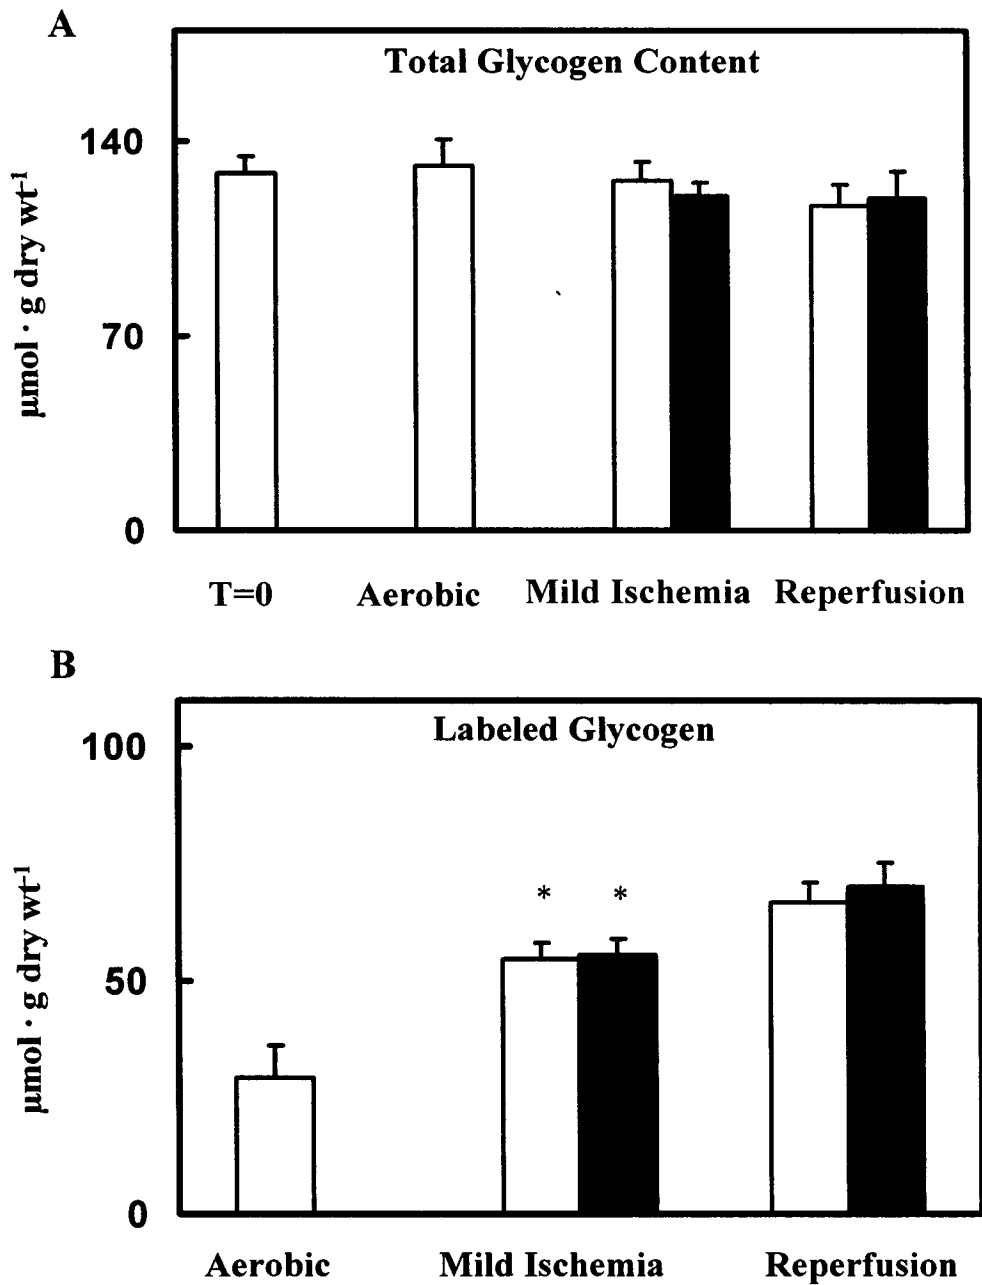 A
Total Glycogen Content
140
70
0
μmol · g dry wt⁻¹
T=0 Aerobic Mild Ischemia Reperfusion
B
Labeled Glycogen
100
* *
50
0
μmol · g dry wt⁻¹
Aerobic Mild Ischemia Reperfusion